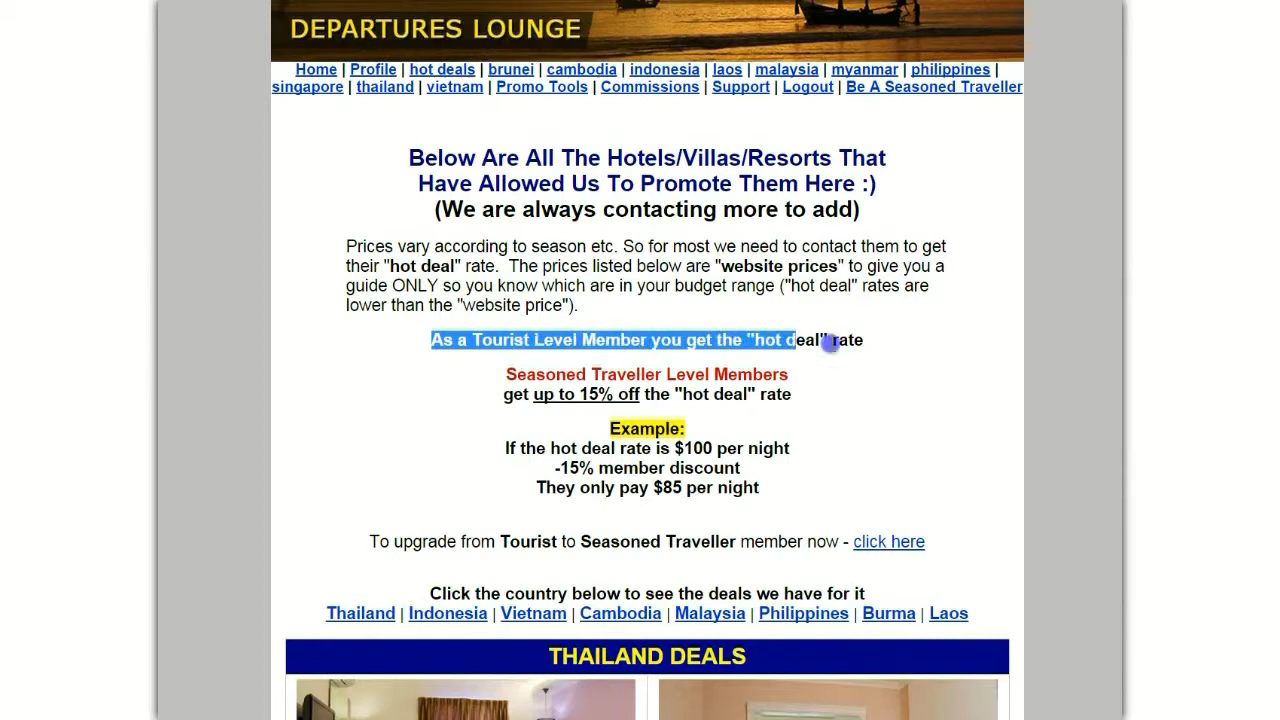 DEPARTURES LOUNGE
Home | Profile | hot deals | brunei | cambodia | indonesia | laos | malaysia | myanmar | philippines |
singapore | thailand | vietnam | Promo Tools | Commissions | Support | Logout | Be A Seasoned Traveller
Below Are All The Hotels/Villas/Resorts That
Have Allowed Us To Promote Them Here :)
(We are always contacting more to add)
Prices vary according to season etc. So for most we need to contact them to get
their "hot deal" rate. The prices listed below are "website prices" to give you a
guide ONLY so you know which are in your budget range ("hot deal" rates are
lower than the "website price").
As a Tourist Level Member you get the "hot deal" rate
Seasoned Traveller Level Members
get up to 15% off the "hot deal" rate
Example:
If the hot deal rate is $100 per night
-15% member discount
They only pay $85 per night
To upgrade from Tourist to Seasoned Traveller member now - click here
Click the country below to see the deals we have for it
Thailand | Indonesia | Vietnam | Cambodia | Malaysia | Philippines | Burma | Laos
THAILAND DEALS